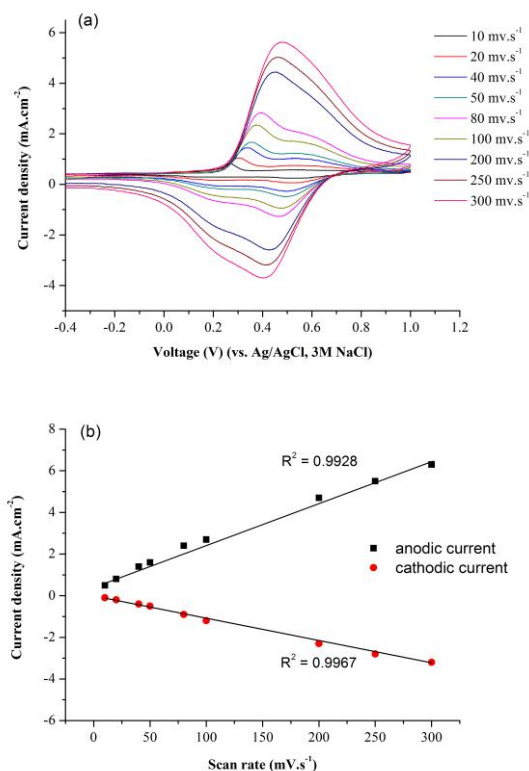 (a)
10 mv.s⁻¹
20 mv.s⁻¹
40 mv.s⁻¹
50 mv.s⁻¹
80 mv.s⁻¹
100 mv.s⁻¹
200 mv.s⁻¹
250 mv.s⁻¹
300 mv.s⁻¹
Current density (mA.cm⁻²)
6
4
2
0
-2
-4
-0.4 -0.2 0.0 0.2 0.4 0.6 0.8 1.0 1.2
Voltage (V) (vs. Ag/AgCl, 3M NaCl)
(b)
Current density (mA.cm⁻²)
8
6
4
2
0
-2
-4
-6
R² = 0.9928
anodic current
cathodic current
R² = 0.9967
0 50 100 150 200 250 300
Scan rate (mV.s⁻¹)